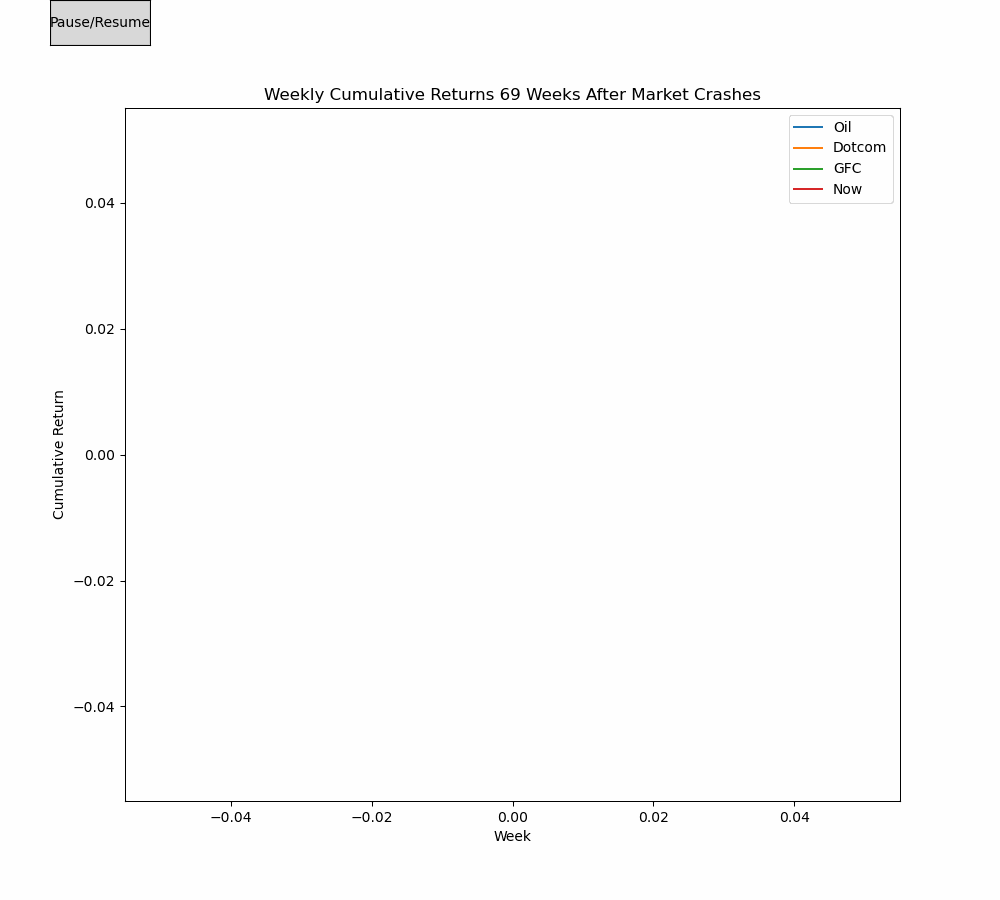 Pause/Resume
Weekly Cumulative Returns 69 Weeks After Market Crashes
Oil
Dotcom
GFC
Now
0.04
0.02
0.00
−0.02
−0.04
Cumulative Return
−0.04 −0.02 0.00 0.02 0.04
Week